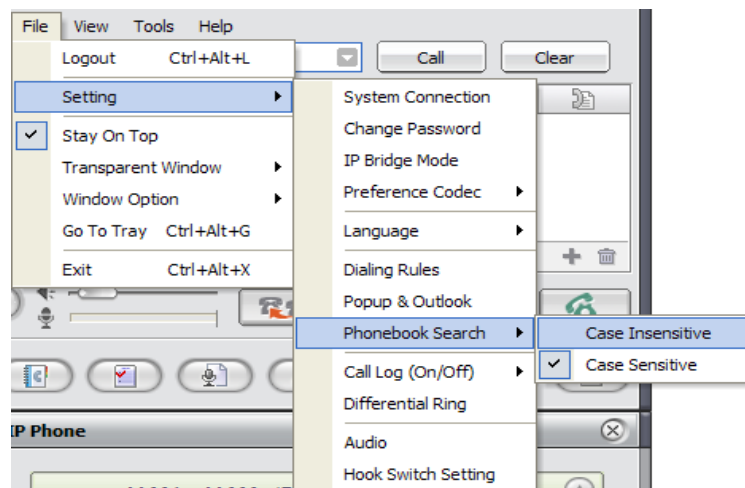 File View Tools Help
Logout Ctrl+Alt+L
Call Clear
Setting
Stay On Top
Transparent Window
Window Option
Go To Tray Ctrl+Alt+G
Exit Ctrl+Alt+X
System Connection
Change Password
IP Bridge Mode
Preference Codec
Language
Dialing Rules
Popup & Outlook
Phonebook Search
Call Log (On/Off)
Differential Ring
Audio
Hook Switch Setting
Case Insensitive
Case Sensitive
IP Phone